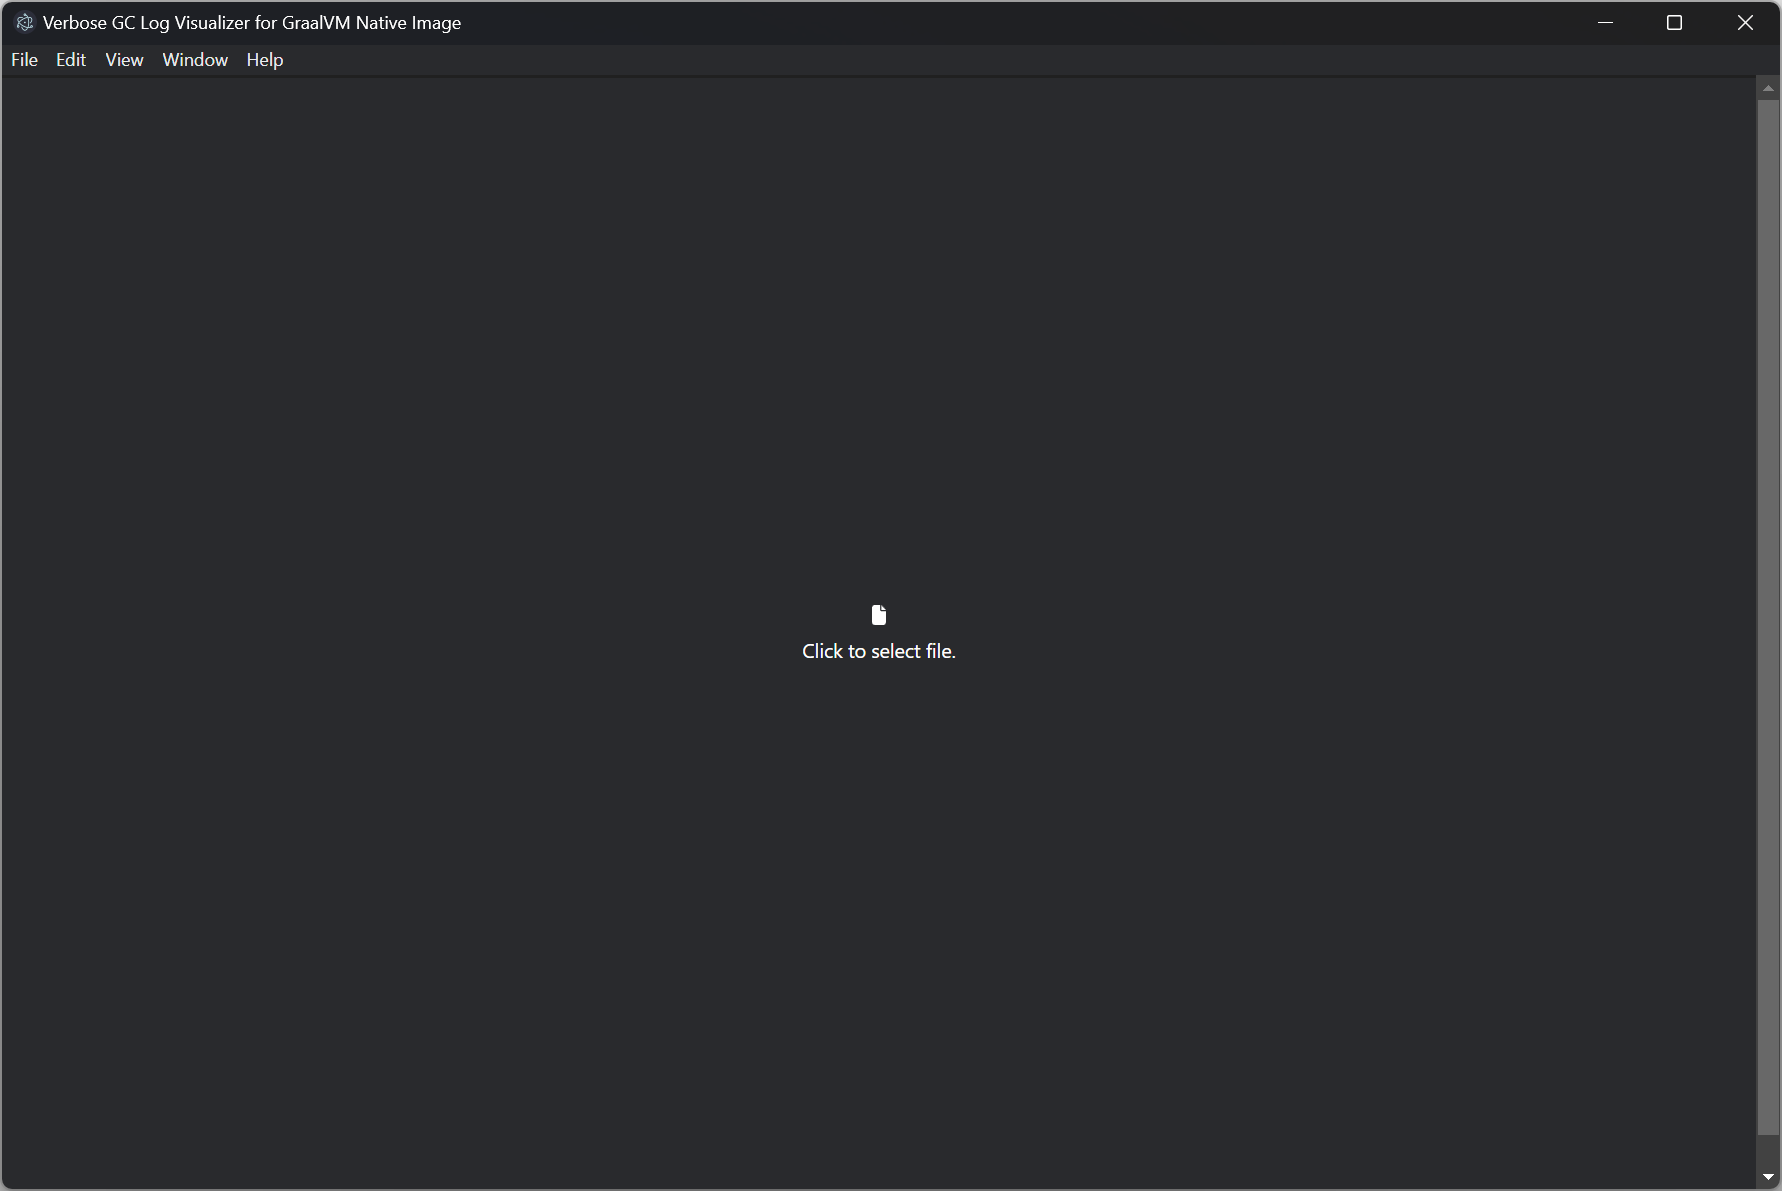 Verbose GC Log Visualizer for GraalVM Native Image
File Edit View Window Help
Click to select file.